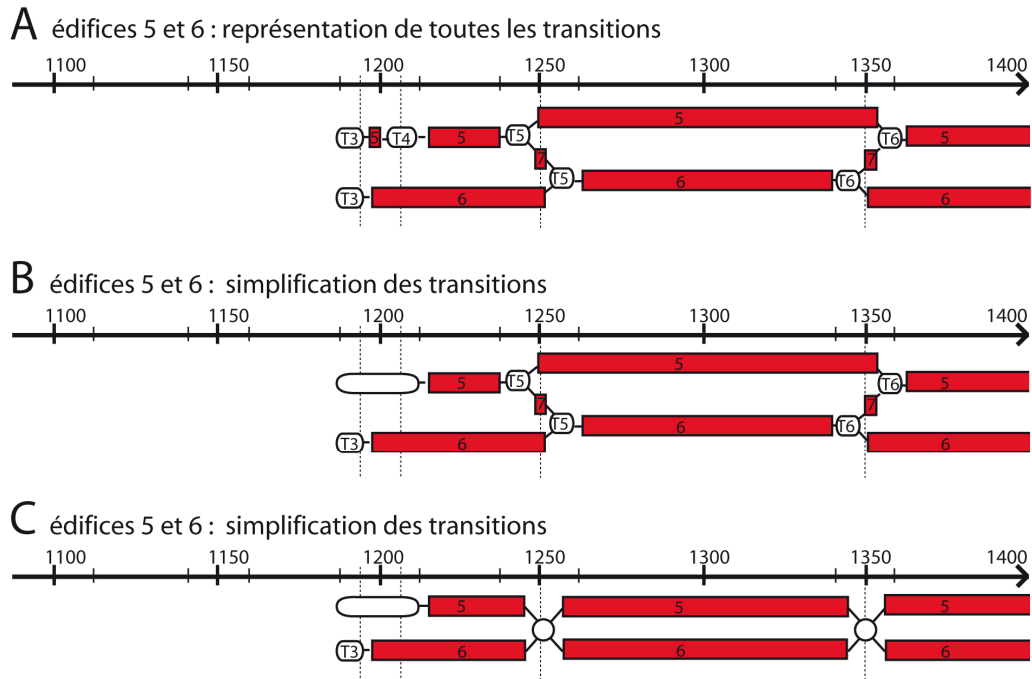 A édifices 5 et 6 : représentation de toutes les transitions
1100 1150 1200 1250 1300 1350 1400
5
T3 5 T4 5 T5 T6 5
7 7
T5 6 T6
T3 6 6
B édifices 5 et 6 : simplification des transitions
1100 1150 1200 1250 1300 1350 1400
5
5 T5 T6 5
7 7
T5 6 T6
T3 6 6
C édifices 5 et 6 : simplification des transitions
1100 1150 1200 1250 1300 1350 1400
5 5 5
T3 6 6 6